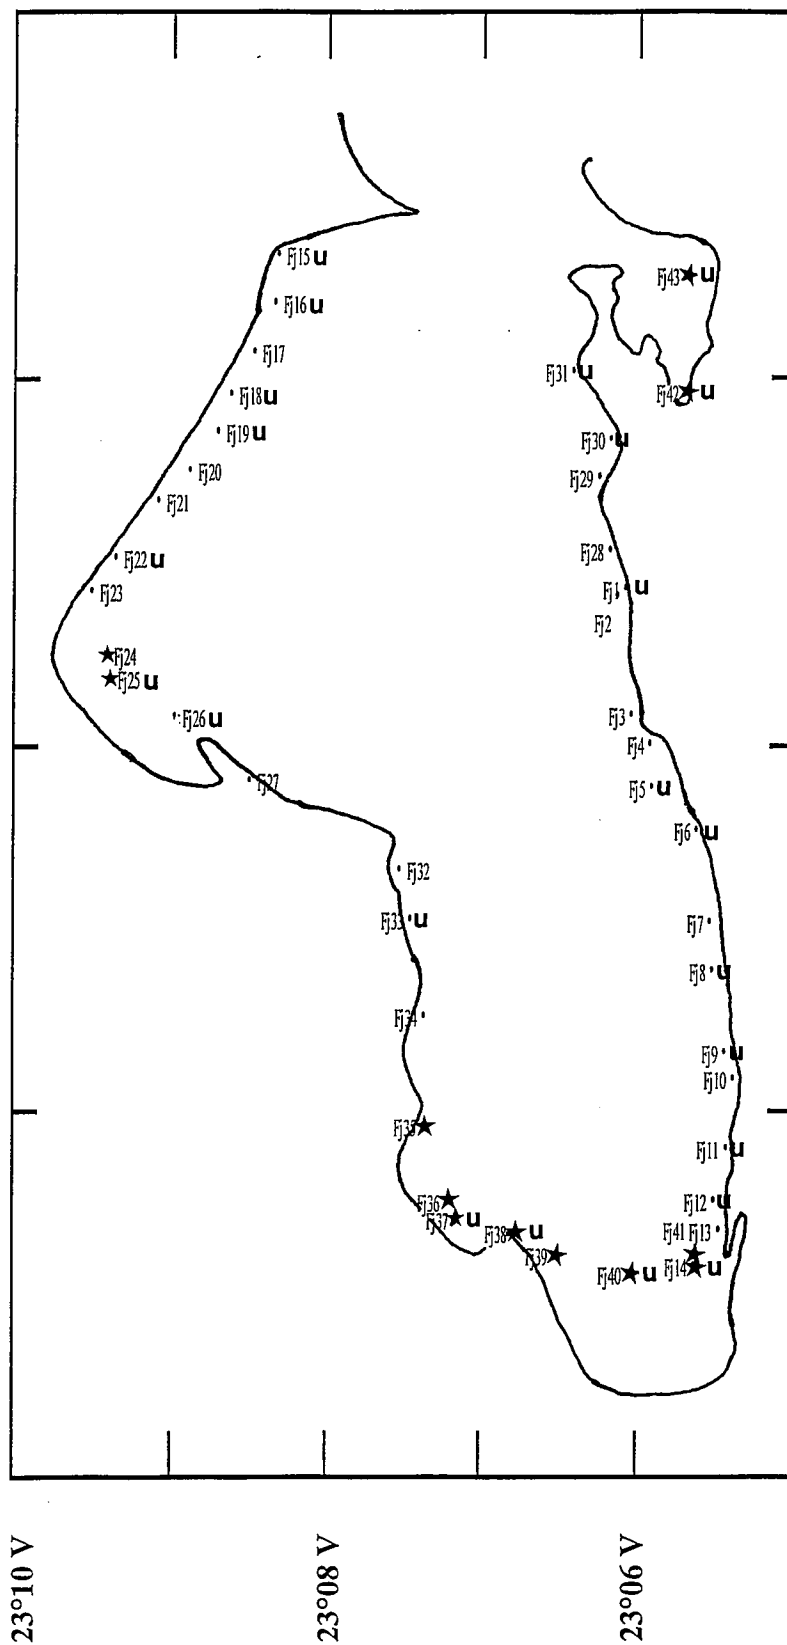 Fj15 u
Fj43 ★ u
Fj16 u
Fj17
Fj31 u
Fj18 u
Fj42 ★ u
Fj19 u
Fj30 u
Fj20
Fj29
Fj21
Fj28
Fj22 u
Fj1 u
Fj23
Fj2
★ Fj24
★ Fj25 u
Fj26 u
Fj3
Fj4
Fj27
Fj5 u
Fj6 u
Fj32
Fj33 u
Fj7
Fj8 u
Fj34
Fj9 u
Fj10
Fj35 ★
Fj11 u
Fj36 ★
Fj12 u
Fj37 ★ u
Fj38 ★ u
Fj41 ★
Fj13
Fj39 ★
Fj14 ★ u
Fj40 ★ u
23°10 V
23°08 V
23°06 V